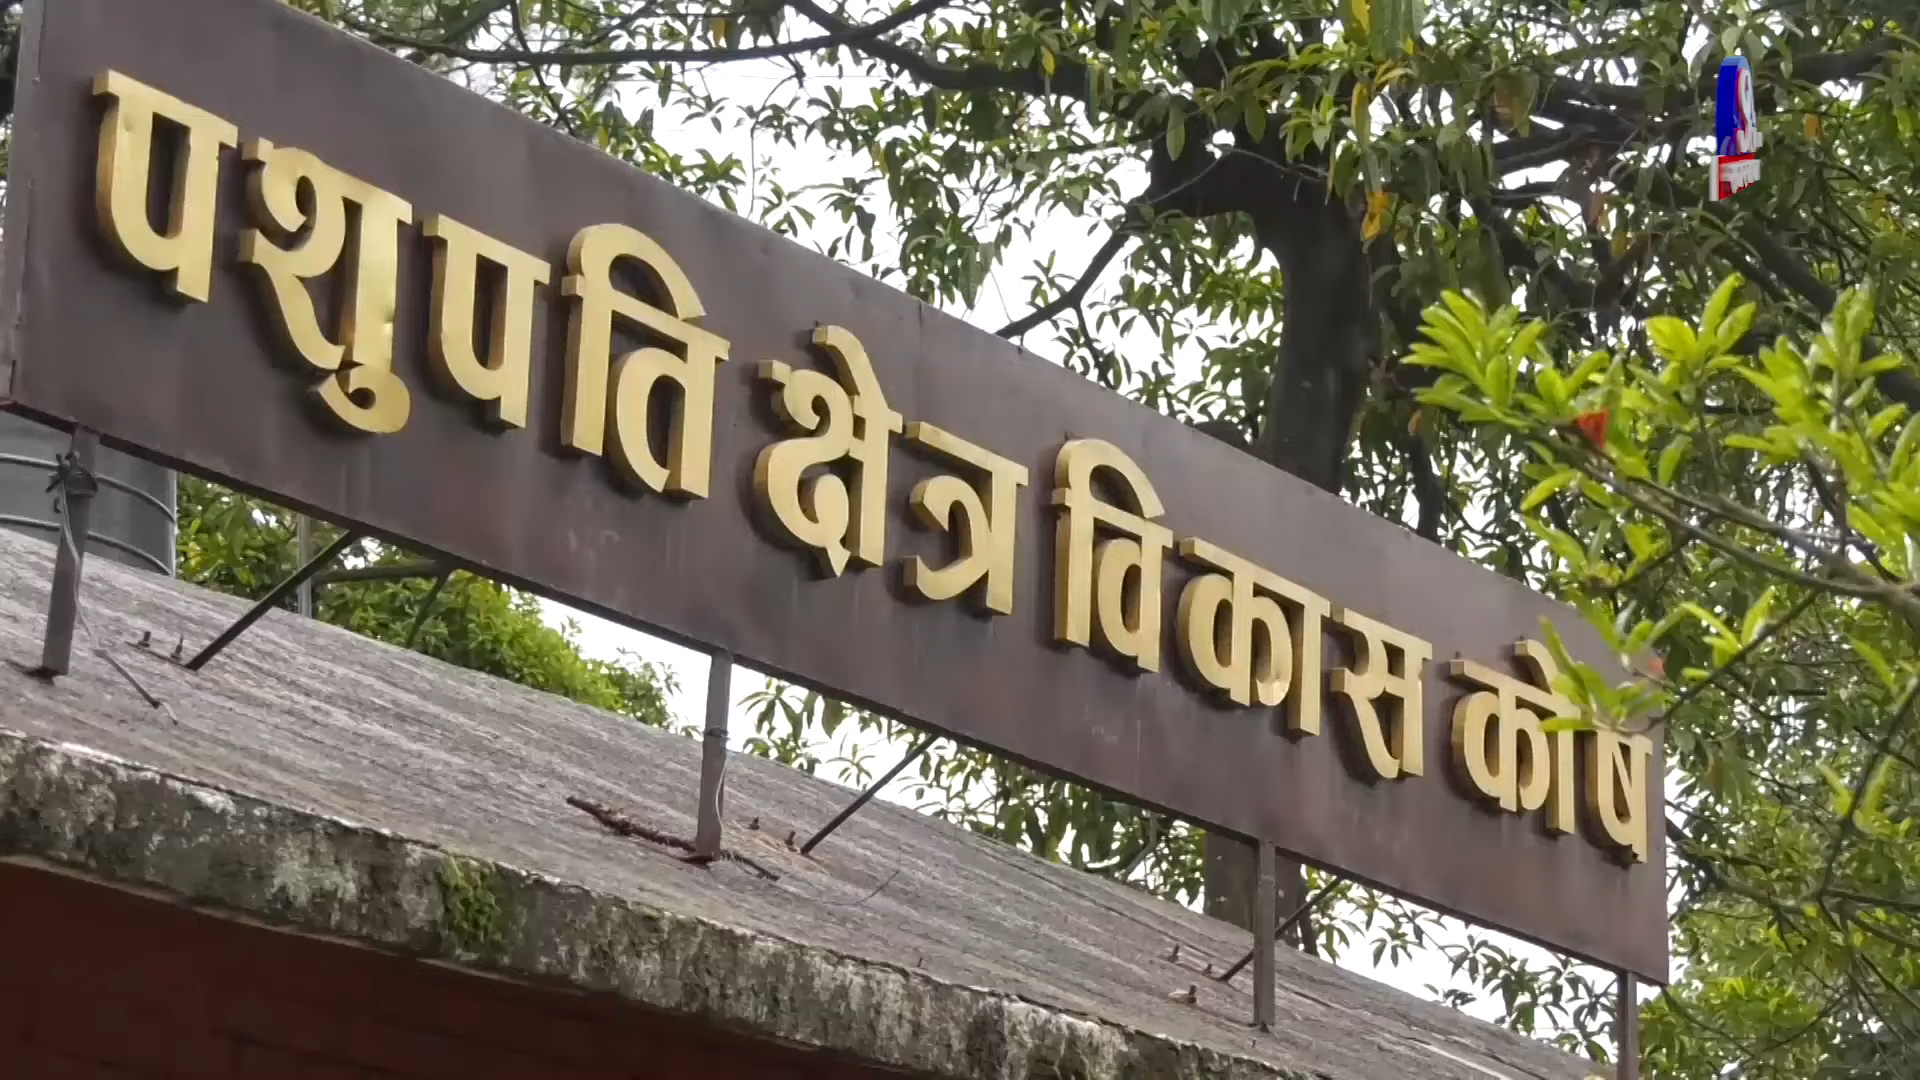 पशुपति क्षेत्र विकास कोष